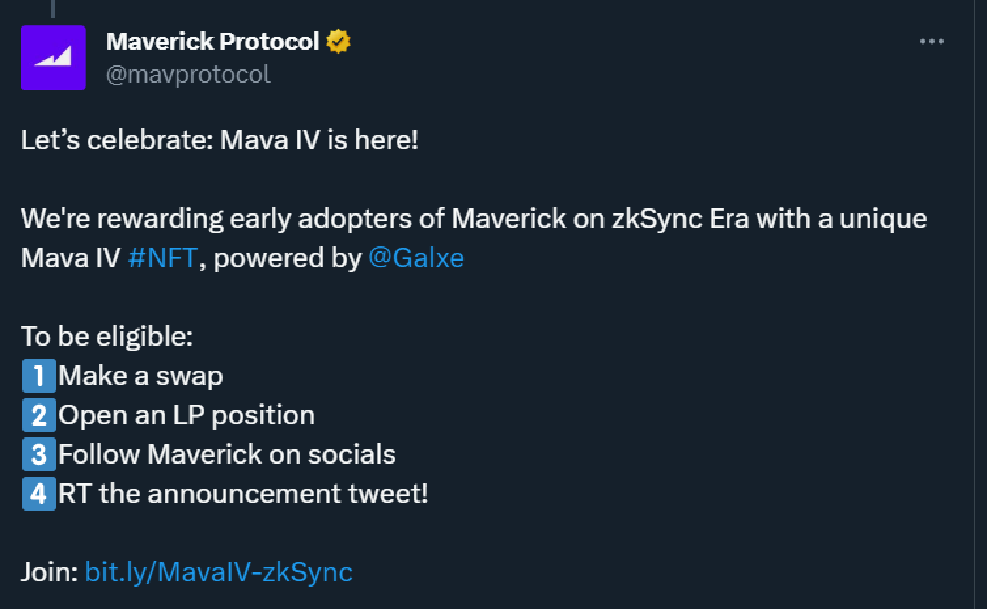 Maverick Protocol
@mavprotocol
Let’s celebrate: Mava IV is here!
We're rewarding early adopters of Maverick on zkSync Era with a unique
Mava IV #NFT, powered by @Galxe
To be eligible:
1️⃣Make a swap
2️⃣Open an LP position
3️⃣Follow Maverick on socials
4️⃣RT the announcement tweet!
Join: bit.ly/MavaIV-zkSync